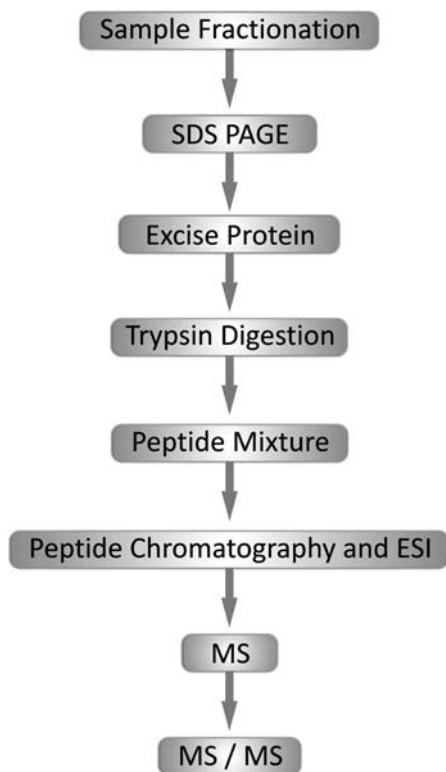 Sample Fractionation
SDS PAGE
Excise Protein
Trypsin Digestion
Peptide Mixture
Peptide Chromatography and ESI
MS
MS / MS